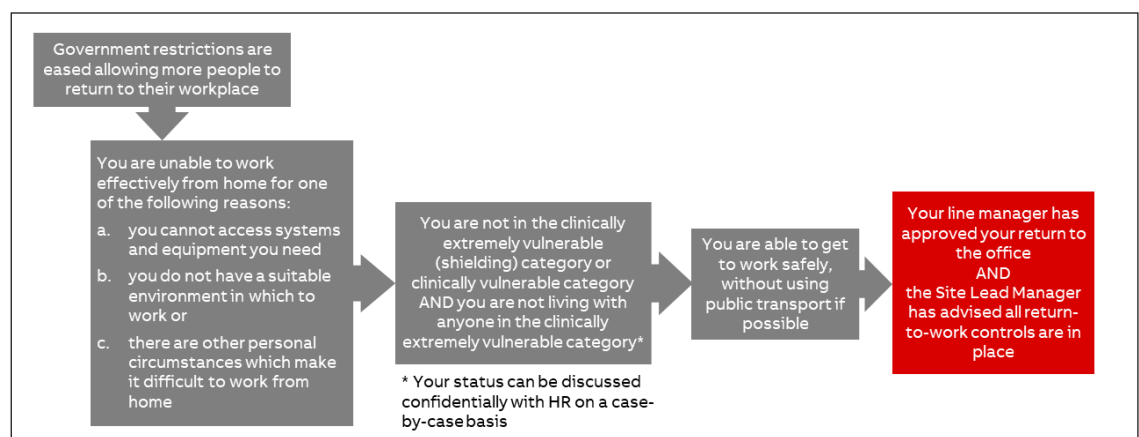 Government restrictions are
eased allowing more people to
return to their workplace
You are unable to work
effectively from home for one
of the following reasons:
a. you cannot access systems
and equipment you need
b. you do not have a suitable
environment in which to
work or
c. there are other personal
circumstances which make
it difficult to work from
home
You are not in the clinically
extremely vulnerable
(shielding) category or
clinically vulnerable category
AND you are not living with
anyone in the clinically
extremely vulnerable category*
* Your status can be discussed
confidentially with HR on a case-
by-case basis
You are able to get
to work safely,
without using
public transport if
possible
Your line manager has
approved your return to
the office
AND
the Site Lead Manager
has advised all return-
to-work controls are in
place